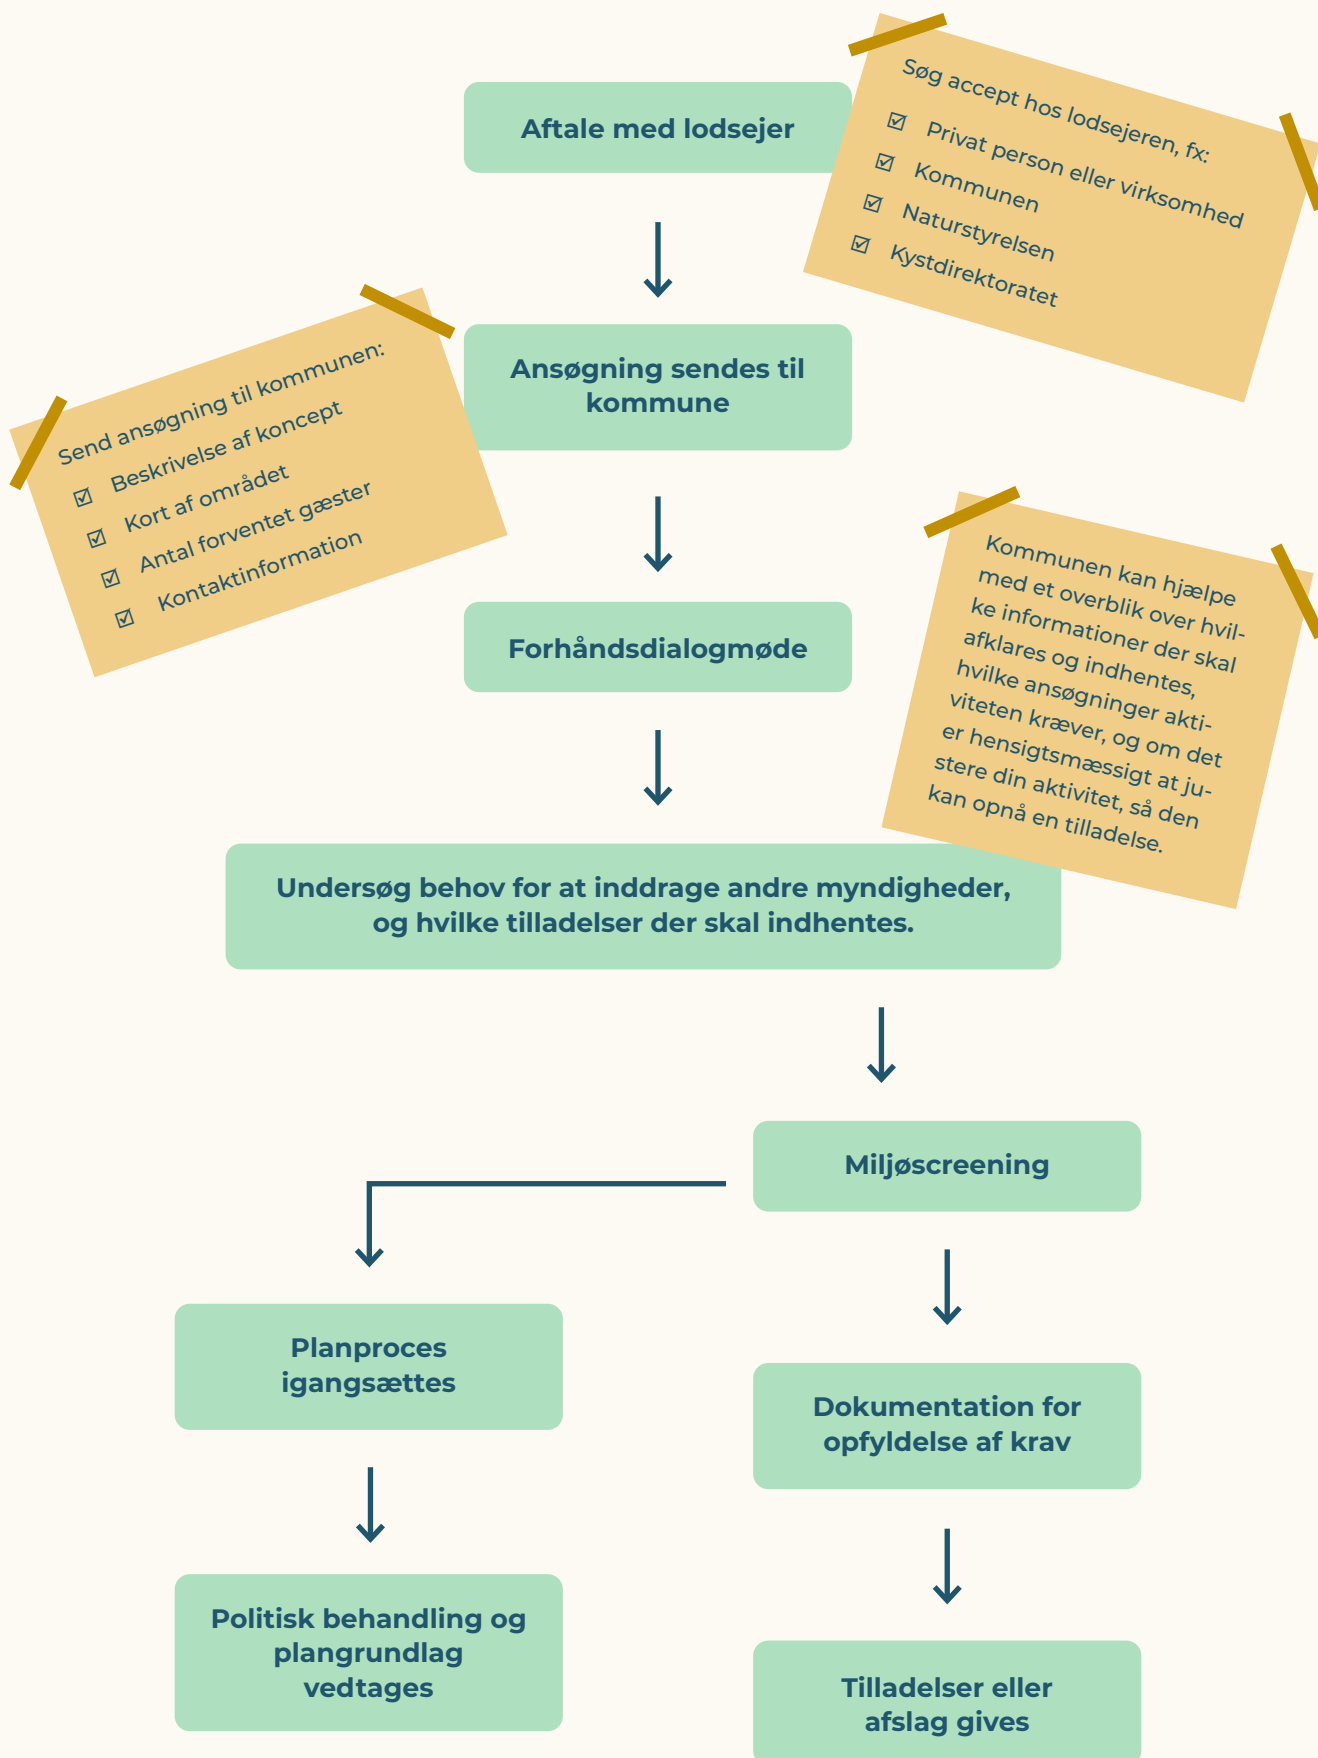 Aftale med lodsejer
Søg accept hos lodsejeren, fx:
☑ Privat person eller virksomhed
☑ Kommunen
☑ Naturstyrelsen
☑ Kystdirektoratet
Ansøgning sendes til
kommune
Send ansøgning til kommunen:
☑ Beskrivelse af koncept
☑ Kort af området
☑ Antal forventet gæster
☑ Kontaktinformation
Forhåndsdialogmøde
Kommunen kan hjælpe
med et overblik over hvil-
ke informationer der skal
afklares og indhentes,
hvilke ansøgninger akti-
viteten kræver, og om det
er hensigtsmæssigt at ju-
stere din aktivitet, så den
kan opnå en tilladelse.
Undersøg behov for at inddrage andre myndigheder,
og hvilke tilladelser der skal indhentes.
Miljøscreening
Planproces
igangsættes
Dokumentation for
opfyldelse af krav
Politisk behandling og
plangrundlag
vedtages
Tilladelser eller
afslag gives